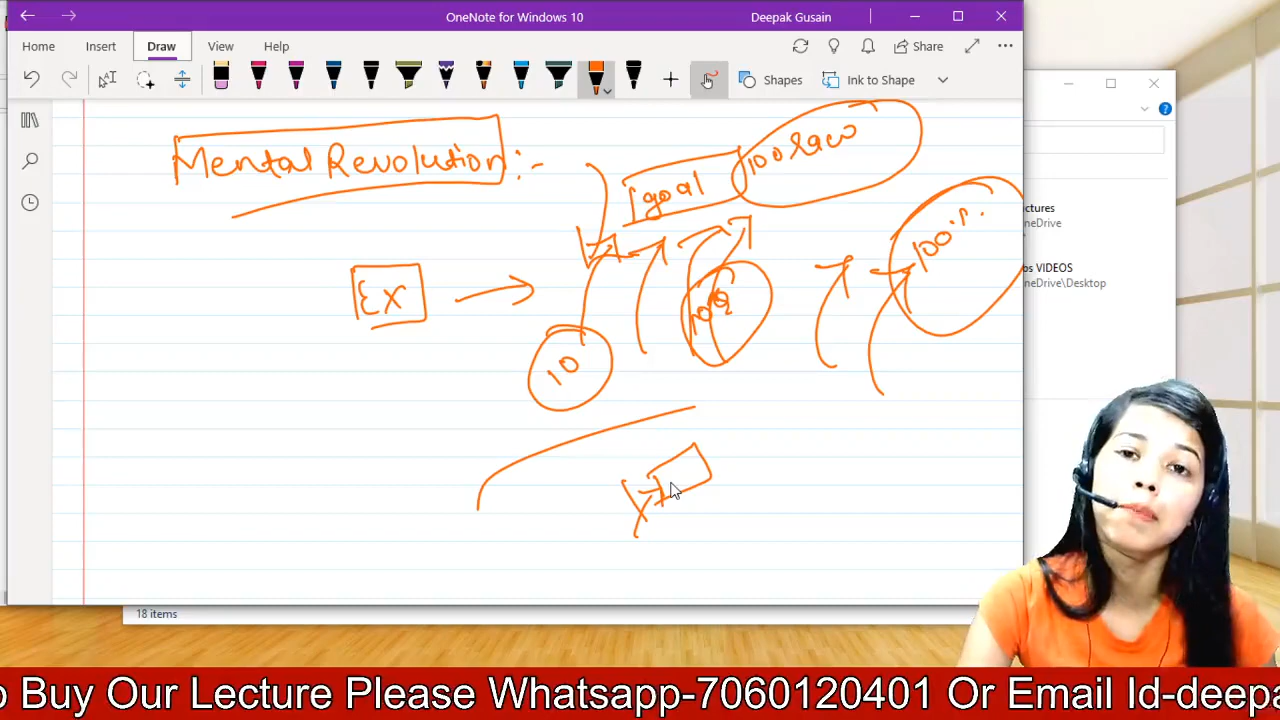 OneNote for Windows 10
Deepak Gusain
Home Insert Draw View Help
Share
Shapes
Ink to Shape
Mental Revolution :-
goal
100
100%
EX
10
ctures
neDrive
os VIDEOS
neDrive\Desktop
18 items
o Buy Our Lecture Please Whatsapp-7060120401 Or Email Id-deepa